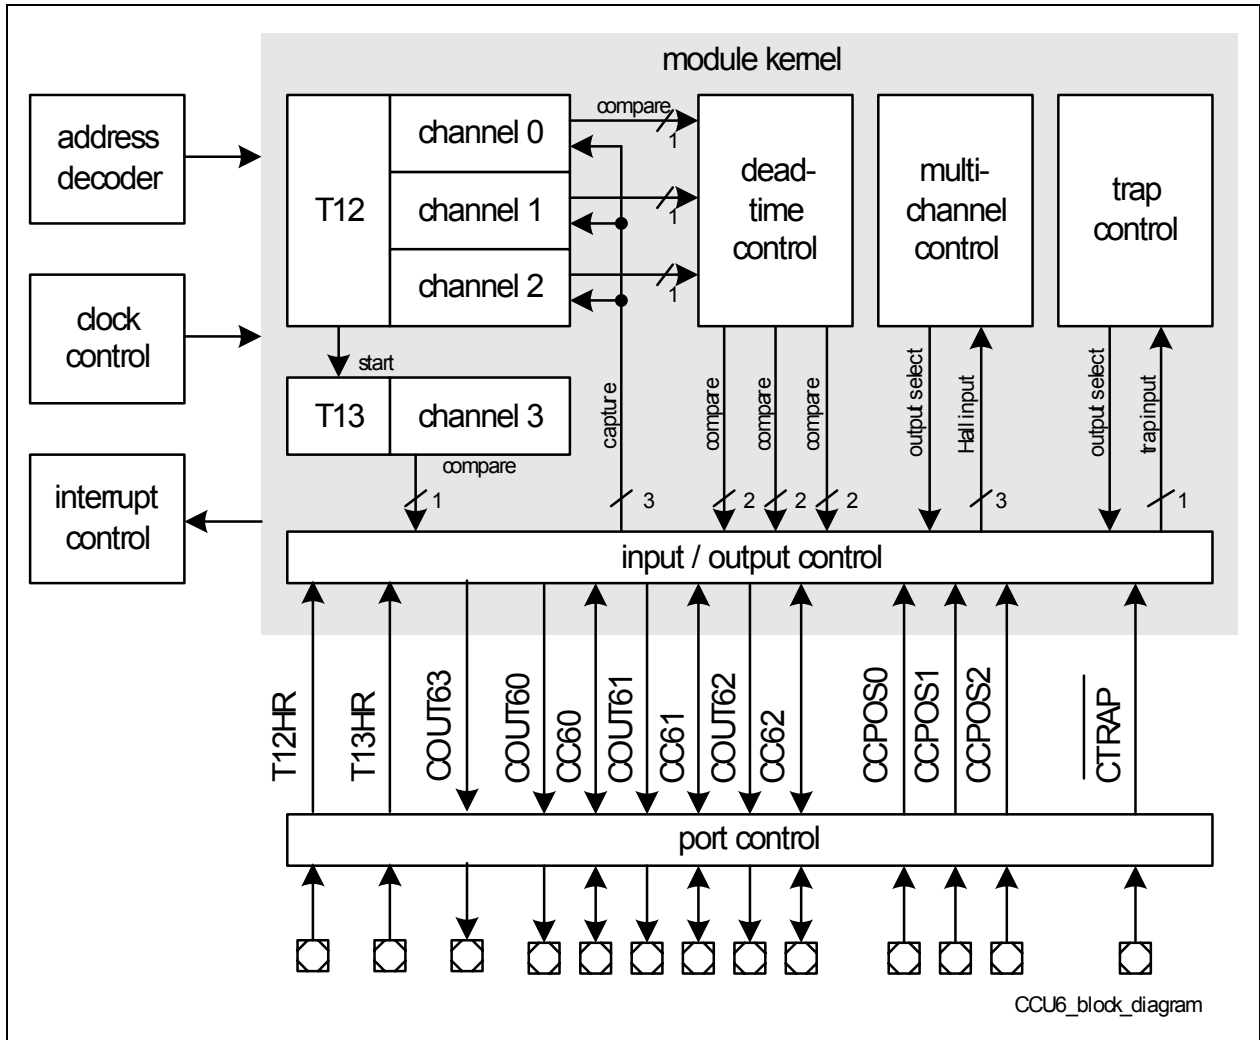 module kernel
address
decoder
clock
control
interrupt
control
T12
channel 0
channel 1
channel 2
compare
1
1
1
dead-
time
control
multi-
channel
control
trap
control
start
T13
channel 3
compare
1
capture
3
compare
2
compare
2
compare
2
output select
Hall input
3
output select
trap input
1
input / output control
T12HR
T13HR
COUT63
COUT60
CC60
COUT61
CC61
COUT62
CC62
CCPOS0
CCPOS1
CCPOS2
CTRAP
port control
CCU6_block_diagram